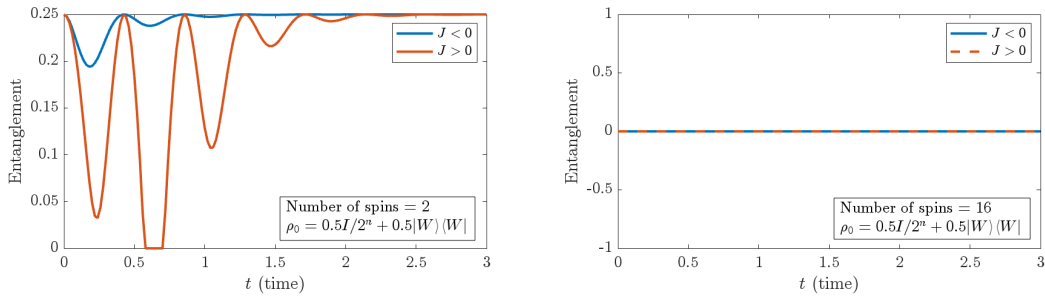 0.25
0.2
0.15
0.1
0.05
0
Entanglement
0 0.5 1 1.5 2 2.5 3
t (time)
J < 0
J > 0
Number of spins = 2
ρ₀ = 0.5I/2ⁿ + 0.5|W⟩⟨W|
1
0.5
0
-0.5
-1
Entanglement
0 0.5 1 1.5 2 2.5 3
t (time)
J < 0
J > 0
Number of spins = 16
ρ₀ = 0.5I/2ⁿ + 0.5|W⟩⟨W|